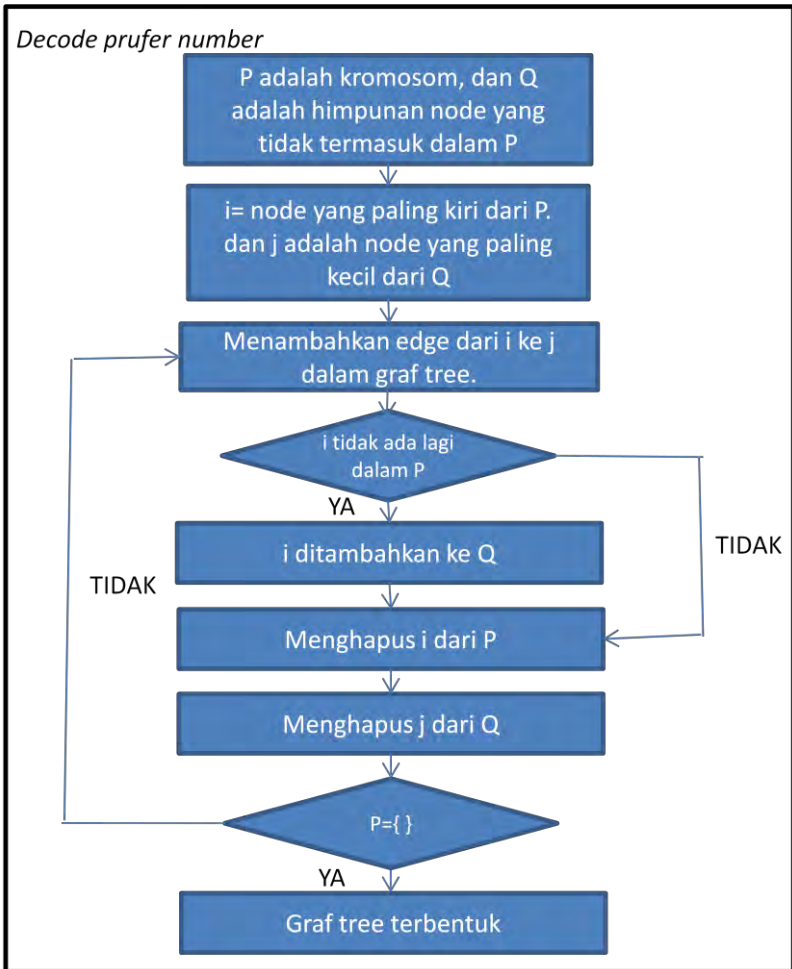 Decode prufer number
P adalah kromosom, dan Q
adalah himpunan node yang
tidak termasuk dalam P
i= node yang paling kiri dari P.
dan j adalah node yang paling
kecil dari Q
Menambahkan edge dari i ke j
dalam graf tree.
i tidak ada lagi
dalam P
YA
TIDAK
i ditambahkan ke Q
TIDAK
Menghapus i dari P
Menghapus j dari Q
P={ }
YA
Graf tree terbentuk